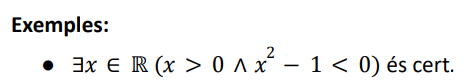 Exemples:
• ∃x ∈ ℝ (x > 0 ∧ x² − 1 < 0) és cert.